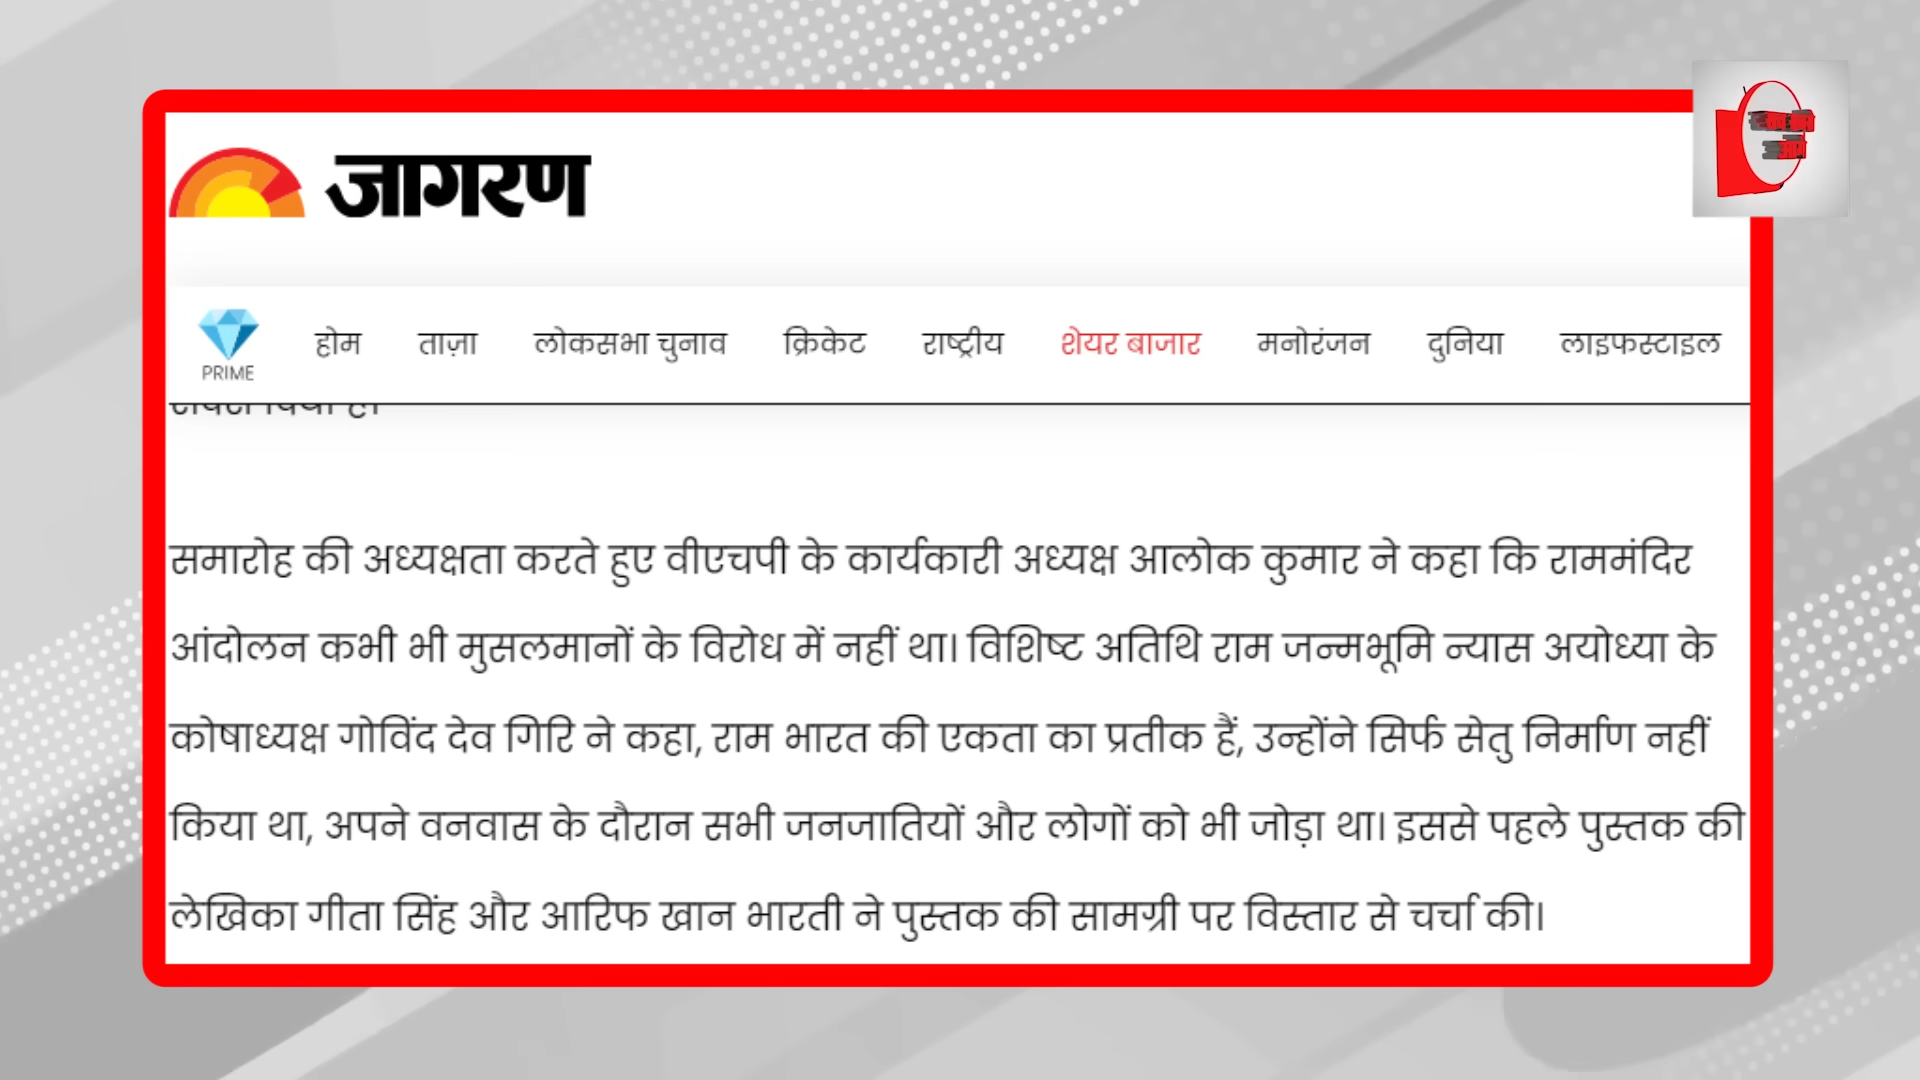 जागरण
PRIME
होम ताज़ा लोकसभा चुनाव क्रिकेट राष्ट्रीय शेयर बाजार मनोरंजन दुनिया लाइफस्टाइल
समारोह की अध्यक्षता करते हुए वीएचपी के कार्यकारी अध्यक्ष आलोक कुमार ने कहा कि राममंदिर
आंदोलन कभी भी मुसलमानों के विरोध में नहीं था। विशिष्ट अतिथि राम जन्मभूमि न्यास अयोध्या के
कोषाध्यक्ष गोविंद देव गिरि ने कहा, राम भारत की एकता का प्रतीक हैं, उन्होंने सिर्फ सेतु निर्माण नहीं
किया था, अपने वनवास के दौरान सभी जनजातियों और लोगों को भी जोड़ा था। इससे पहले पुस्तक की
लेखिका गीता सिंह और आरिफ खान भारती ने पुस्तक की सामग्री पर विस्तार से चर्चा की।